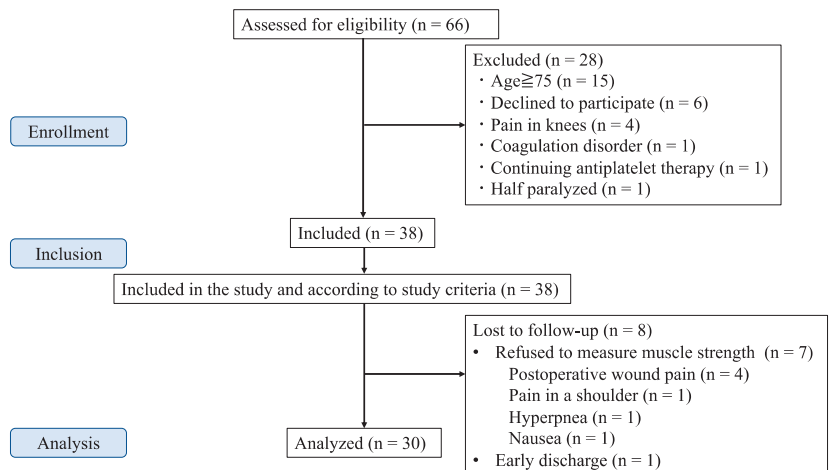 Assessed for eligibility (n = 66)
Excluded (n = 28)
・Age≧75 (n = 15)
・Declined to participate (n = 6)
・Pain in knees (n = 4)
・Coagulation disorder (n = 1)
・Continuing antiplatelet therapy (n = 1)
・Half paralyzed (n = 1)
Enrollment
Included (n = 38)
Inclusion
Included in the study and according to study criteria (n = 38)
Lost to follow-up (n = 8)
• Refused to measure muscle strength (n = 7)
Postoperative wound pain (n = 4)
Pain in a shoulder (n = 1)
Hyperpnea (n = 1)
Nausea (n = 1)
• Early discharge (n = 1)
Analysis
Analyzed (n = 30)